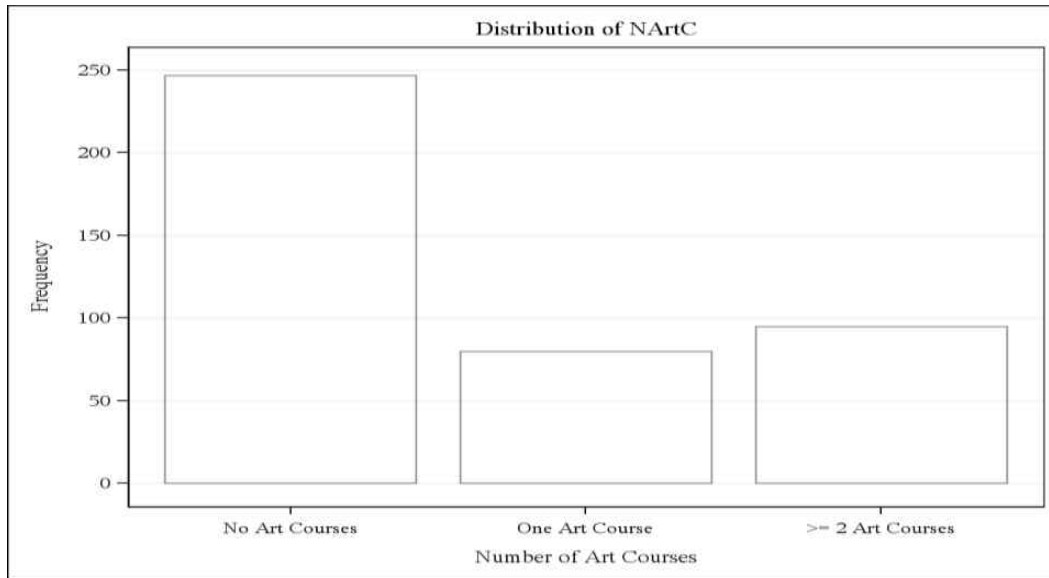 Distribution of NArtC
250
200
150
100
50
0
Frequency
No Art Courses
One Art Course
>= 2 Art Courses
Number of Art Courses